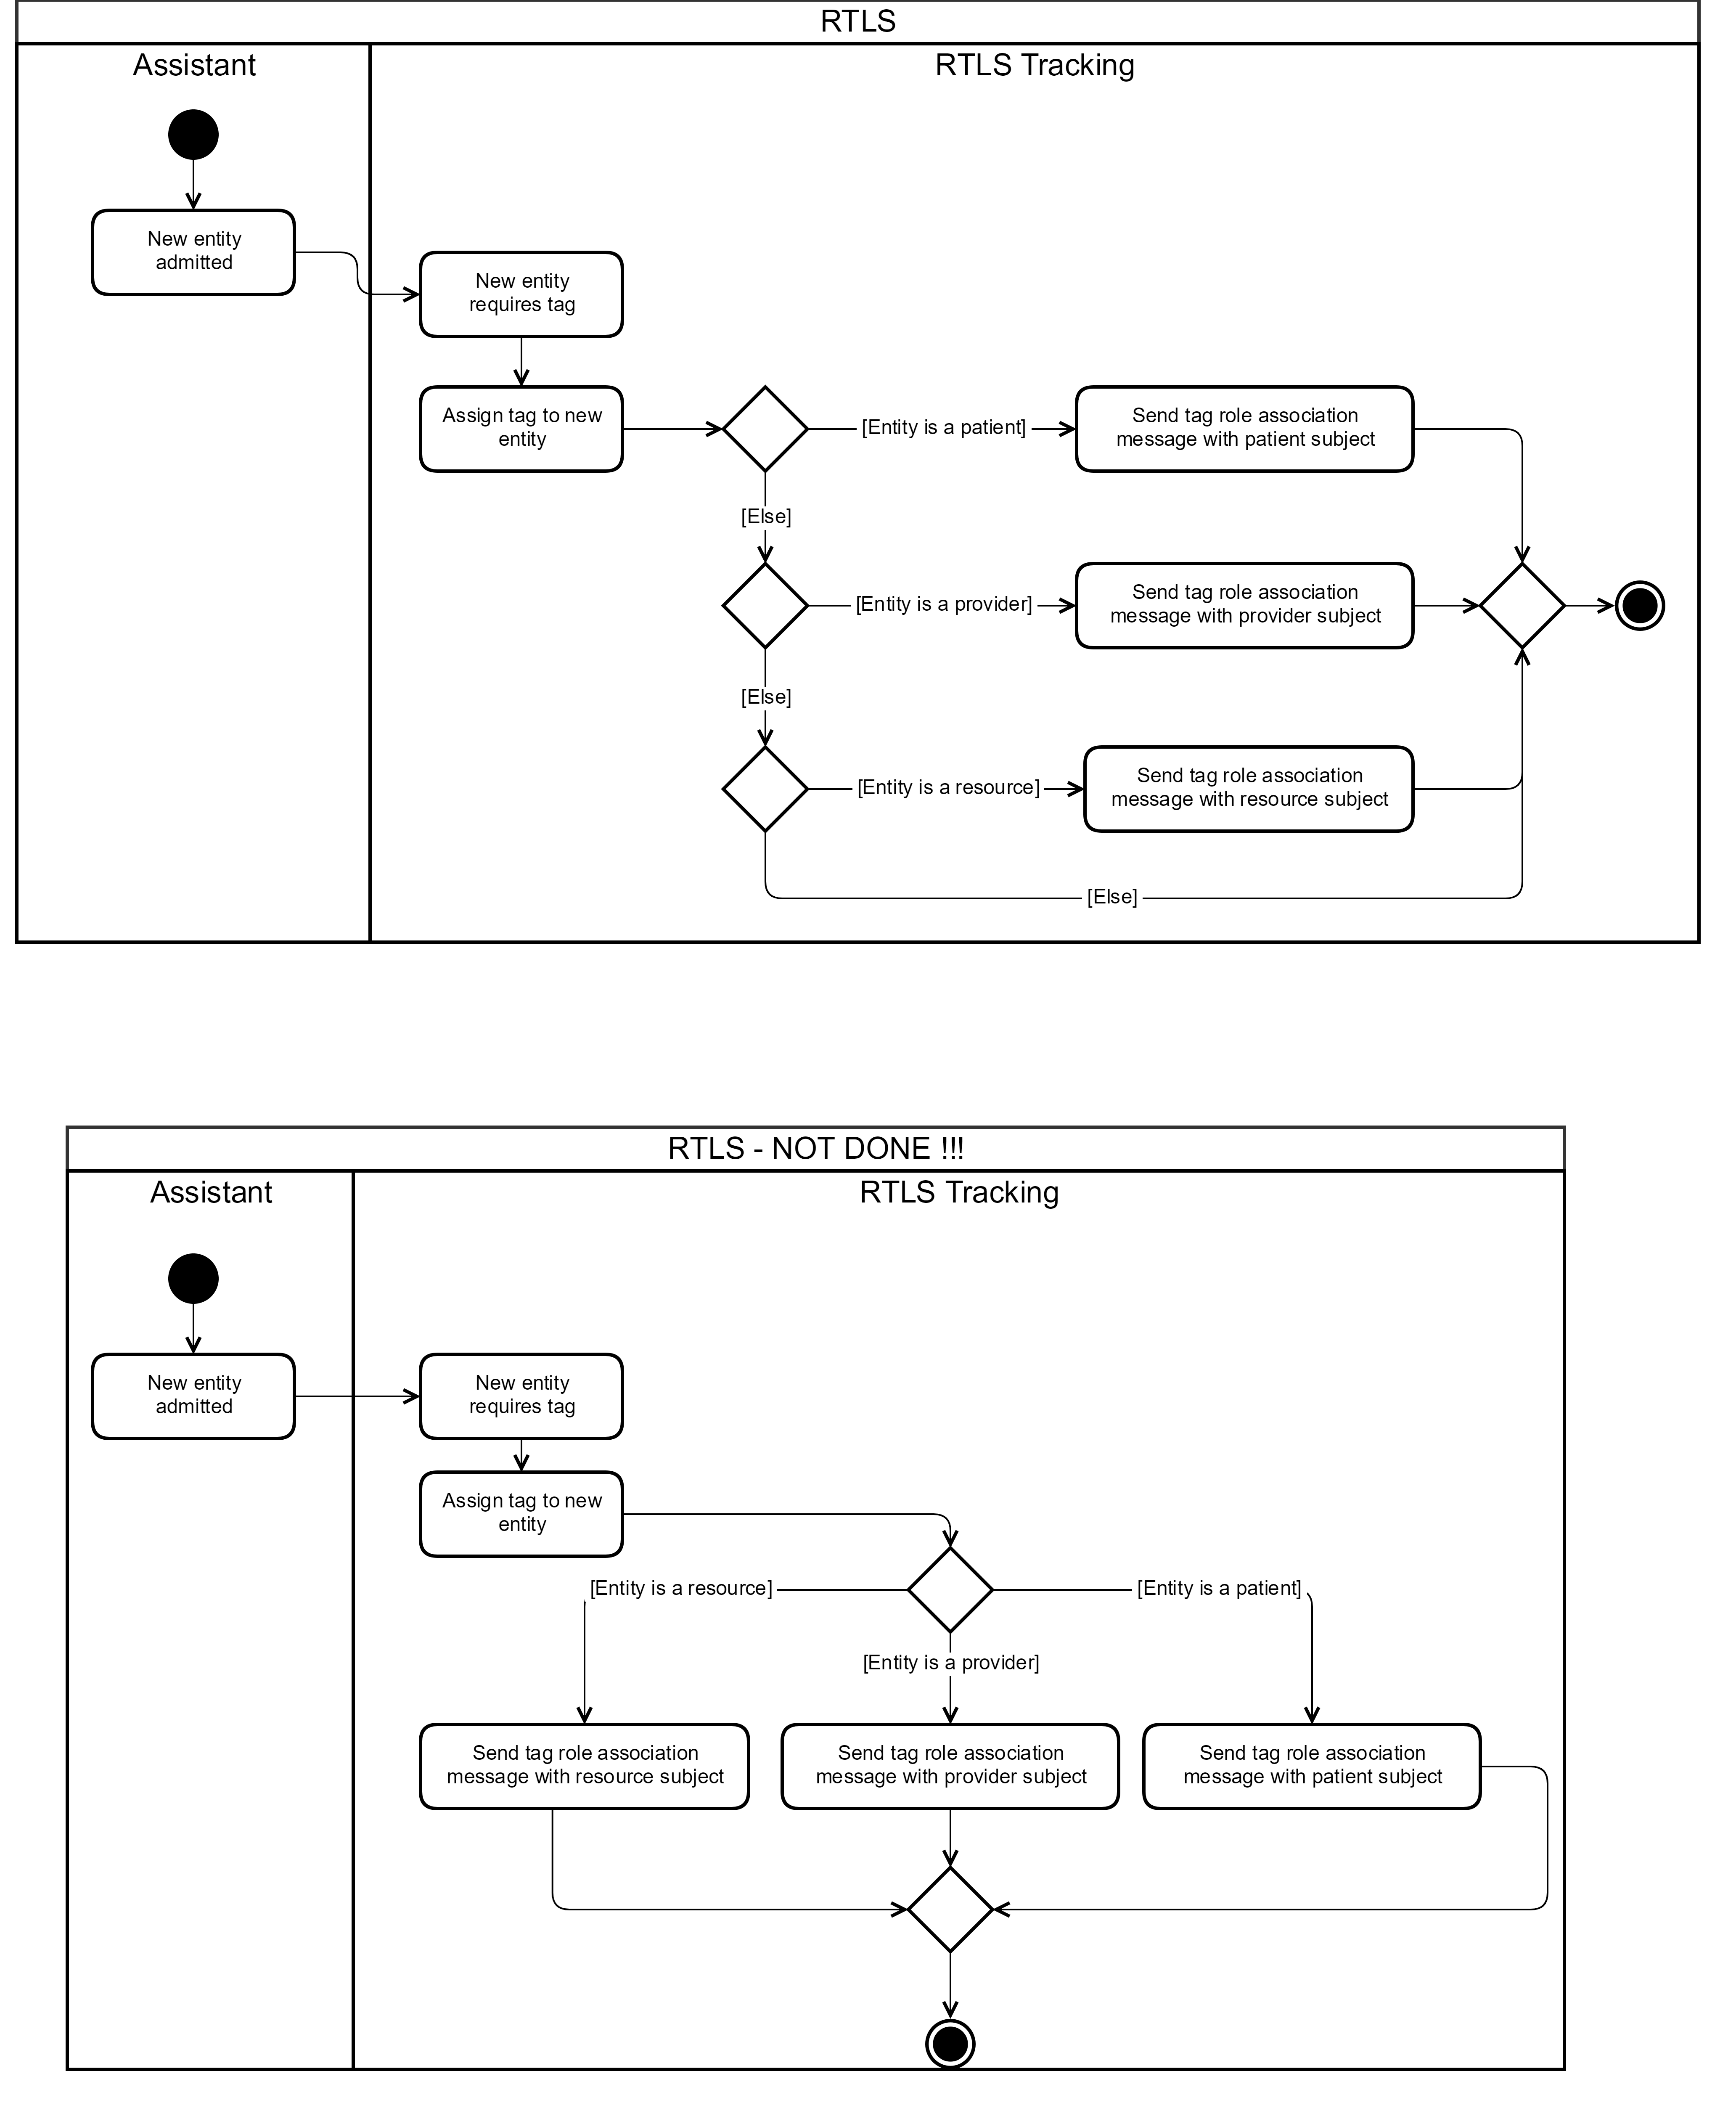 RTLS
Assistant
RTLS Tracking
New entity
admitted
New entity
requires tag
Assign tag to new
entity
[Entity is a patient]
Send tag role association
message with patient subject
[Else]
[Entity is a provider]
Send tag role association
message with provider subject
[Else]
[Entity is a resource]
Send tag role association
message with resource subject
[Else]
RTLS - NOT DONE !!!
Assistant
RTLS Tracking
New entity
admitted
New entity
requires tag
Assign tag to new
entity
[Entity is a resource]
[Entity is a patient]
[Entity is a provider]
Send tag role association
message with resource subject
Send tag role association
message with provider subject
Send tag role association
message with patient subject